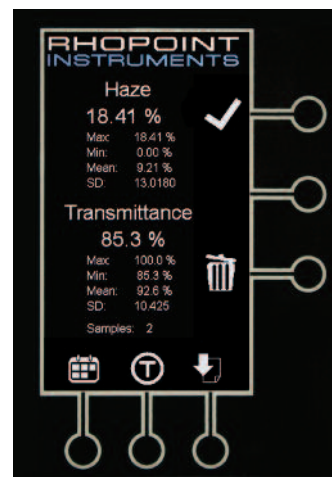 RHOPOINT
INSTRUMENTS
Haze
18.41 %
Max: 18.41 %
Min: 0.00 %
Mean: 9.21 %
SD: 13.0180
Transmittance
85.3 %
Max: 100.0 %
Min: 85.3 %
Mean: 92.6 %
SD: 10.425
Samples: 2
T